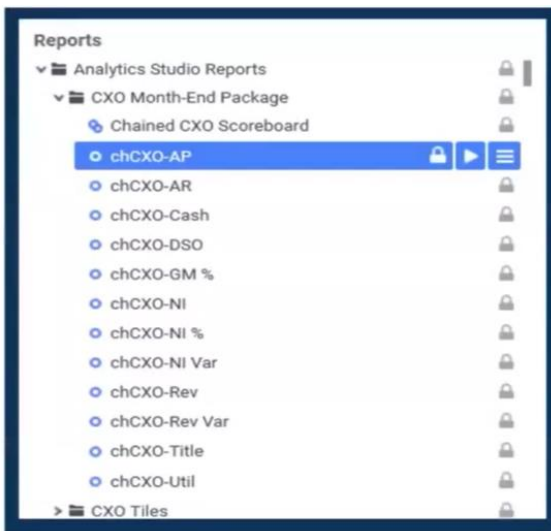 Reports
Analytics Studio Reports
CXO Month-End Package
Chained CXO Scoreboard
chCXO-AP
chCXO-AR
chCXO-Cash
chCXO-DSO
chCXO-GM %
chCXO-NI
chCXO-NI %
chCXO-NI Var
chCXO-Rev
chCXO-Rev Var
chCXO-Title
chCXO-Util
CXO Tiles